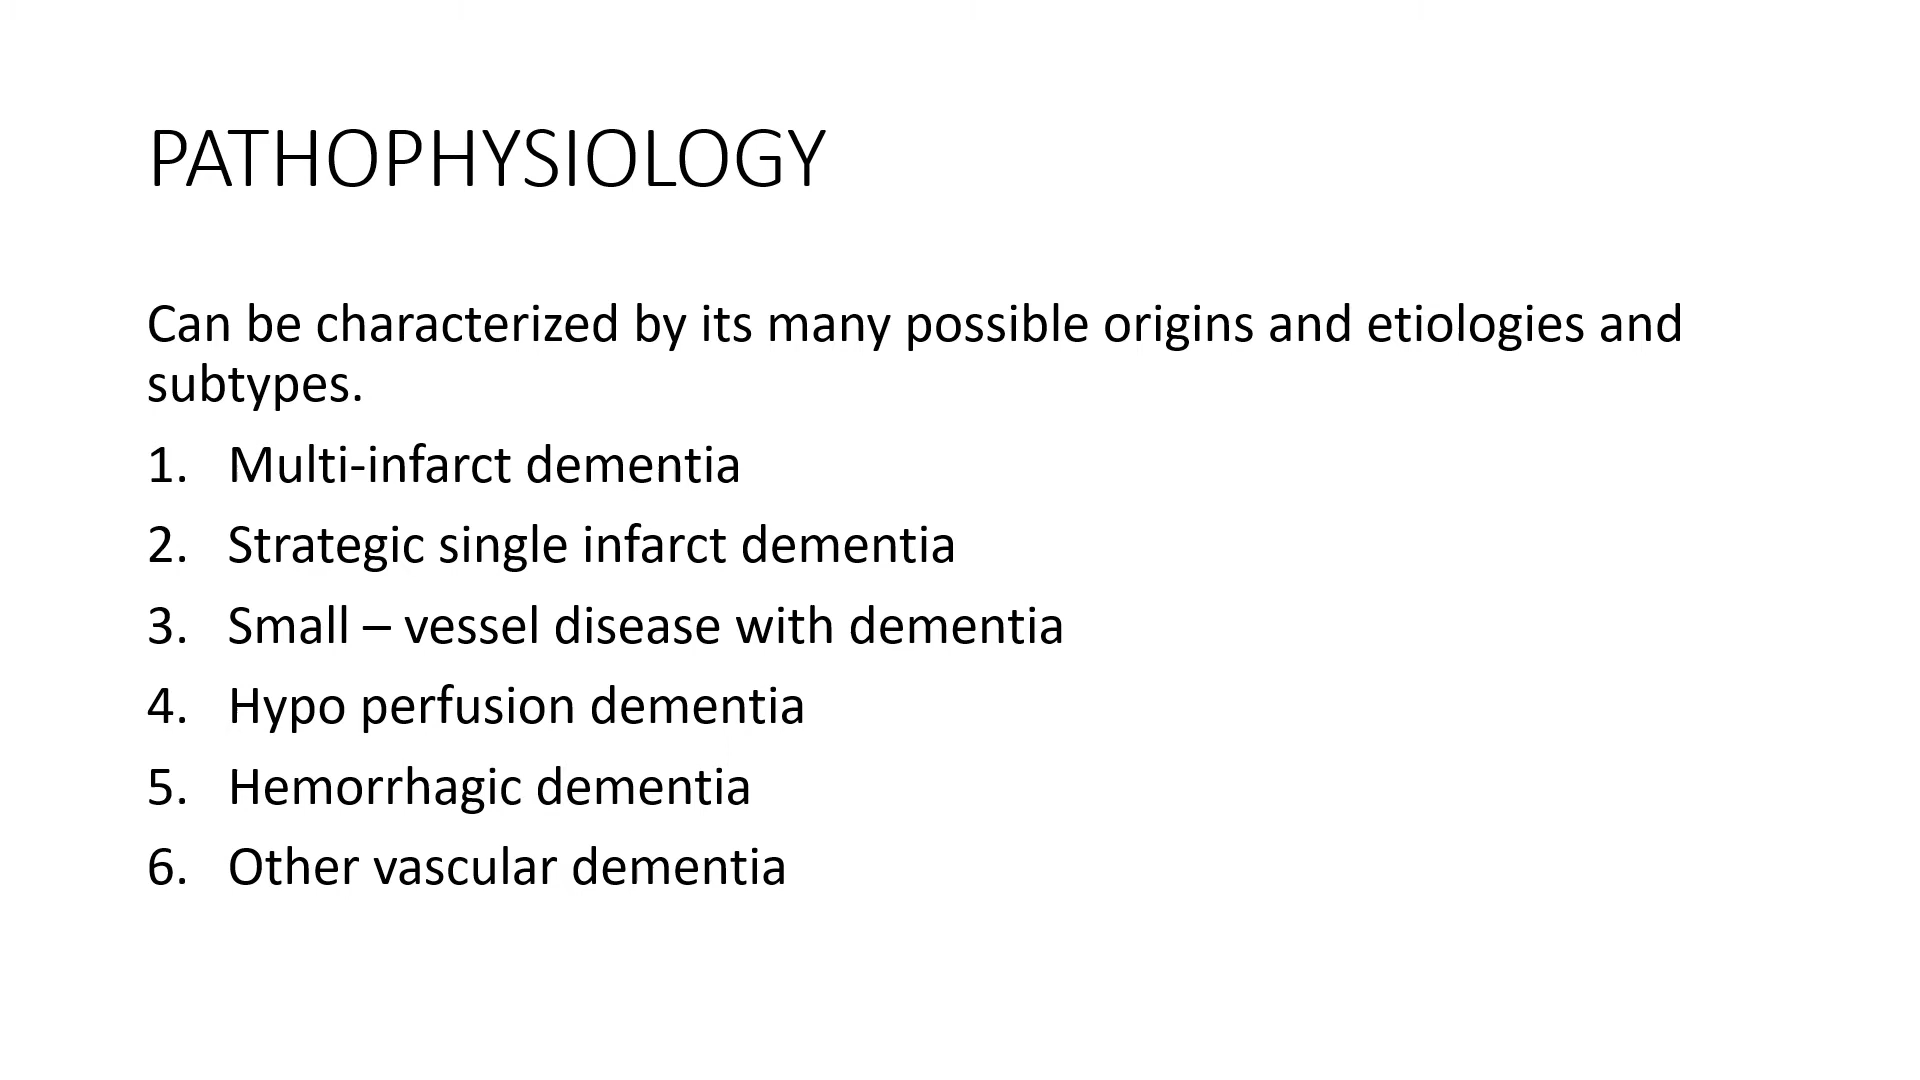 PATHOPHYSIOLOGY
Can be characterized by its many possible origins and etiologies and
subtypes.
1. Multi-infarct dementia
2. Strategic single infarct dementia
3. Small – vessel disease with dementia
4. Hypo perfusion dementia
5. Hemorrhagic dementia
6. Other vascular dementia